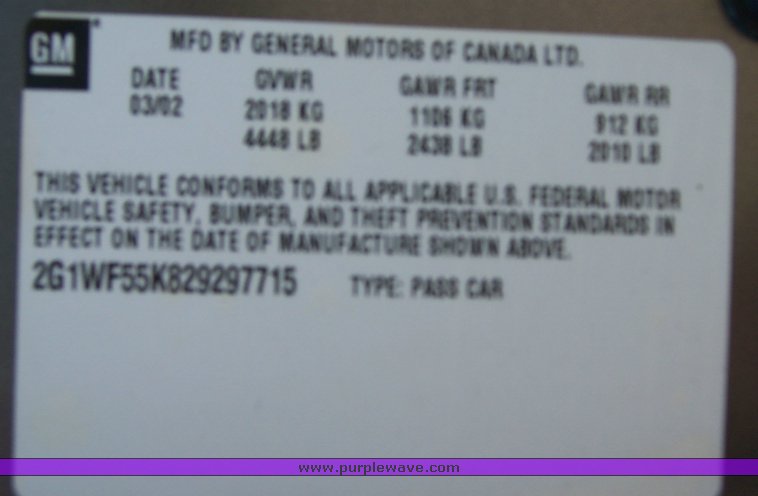 GM
MFD BY GENERAL MOTORS OF CANADA LTD.
DATE GVWR GAWR FRT GAWR RR
03/02 2018 KG 1106 KG 912 KG
4448 LB 2438 LB 2010 LB
THIS VEHICLE CONFORMS TO ALL APPLICABLE U.S. FEDERAL MOTOR
VEHICLE SAFETY, BUMPER, AND THEFT PREVENTION STANDARDS IN
EFFECT ON THE DATE OF MANUFACTURE SHOWN ABOVE.
2G1WF55K829297715 TYPE: PASS CAR
www.purplewave.com